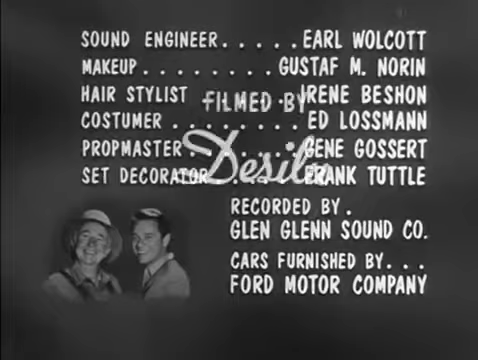 SOUND ENGINEER.....EARL WOLCOTT
MAKEUP........GUSTAF M. NORIN
HAIR STYLIST ..IRENE BESHON
FILMED BY
COSTUMER ........ED LOSSMANN
PROPMASTER.......GENE GOSSERT
Desilu
SET DECORATOR ....FRANK TUTTLE
RECORDED BY.
GLEN GLENN SOUND CO.
CARS FURNISHED BY...
FORD MOTOR COMPANY